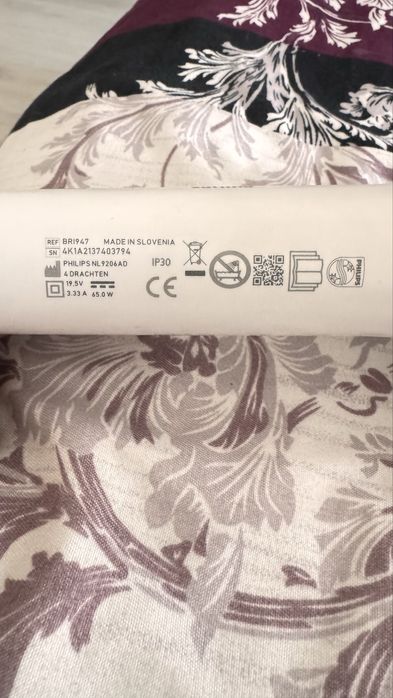 REF BRI947 MADE IN SLOVENIA
SN 4K1A2137403794
PHILIPS NL9206AD
4 DRACHTEN
IP30
19.5V
3.33 A 65.0 W
CE
PHILIPS